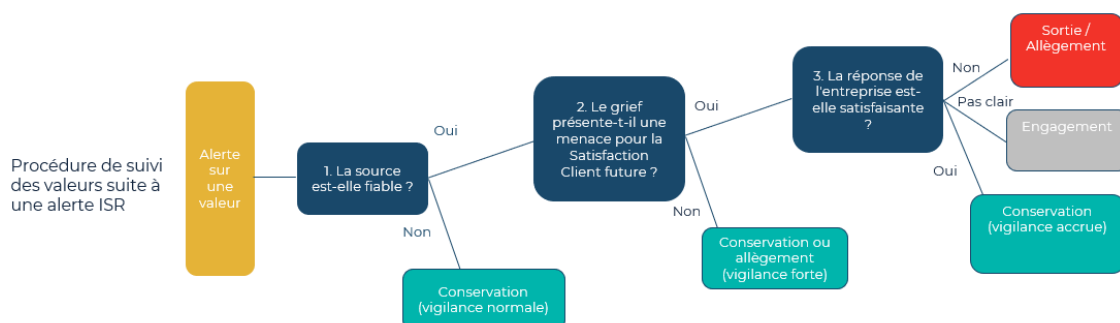 Procédure de suivi
des valeurs suite à
une alerte ISR
Alerte
sur
une
valeur
1. La source
est-elle fiable ?
Oui
Non
Conservation
(vigilance normale)
2. Le grief
présente-t-il une
menace pour la
Satisfaction
Client future ?
Oui
Non
Conservation ou
allègement
(vigilance forte)
3. La réponse de
l'entreprise est-
elle satisfaisante
?
Non
Sortie /
Allègement
Pas clair
Engagement
Oui
Conservation
(vigilance accrue)